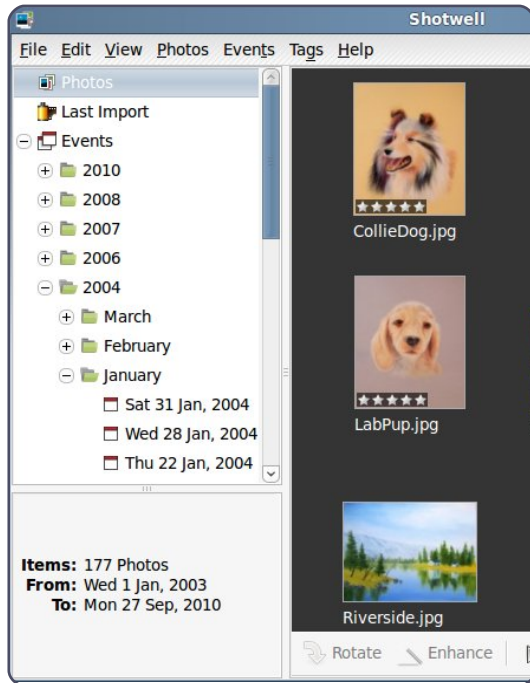 Shotwell
File Edit View Photos Events Tags Help
Photos
Last Import
Events
2010
2008
2007
2006
2004
March
February
January
Sat 31 Jan, 2004
Wed 28 Jan, 2004
Thu 22 Jan, 2004
Items: 177 Photos
From: Wed 1 Jan, 2003
To: Mon 27 Sep, 2010
CollieDog.jpg
LabPup.jpg
Riverside.jpg
Rotate Enhance